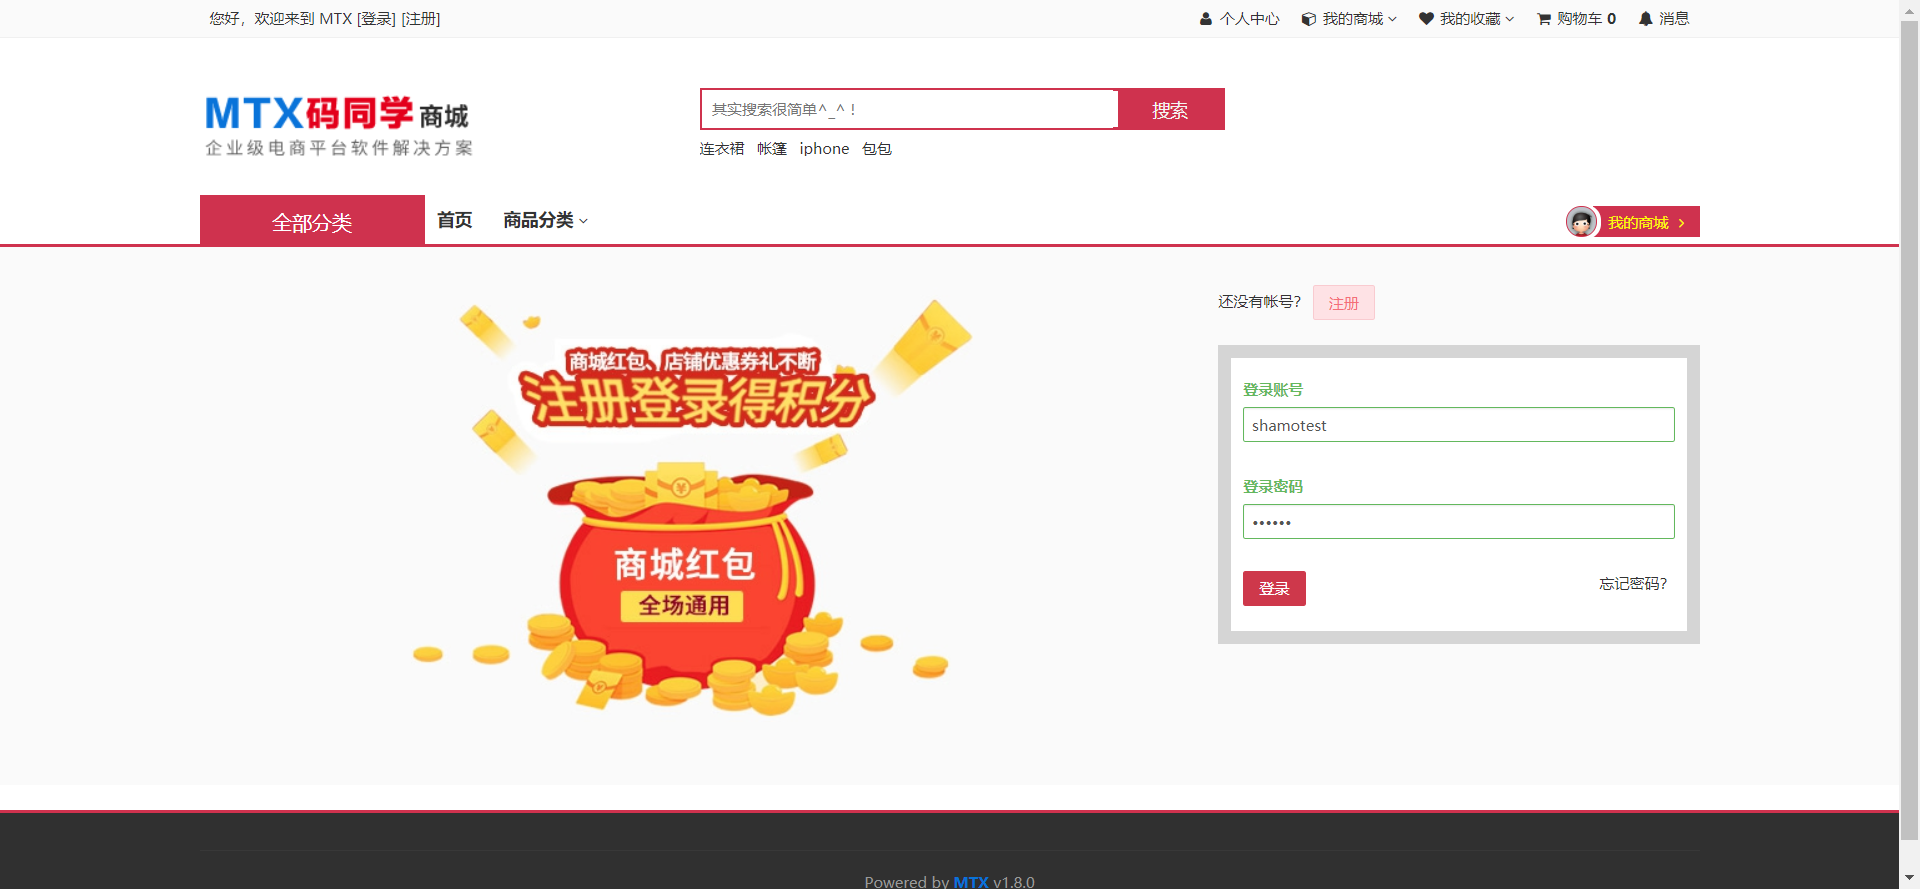 您好，欢迎来到 MTX [登录] [注册]
个人中心 我的商城 我的收藏 购物车 0 消息
MTX码同学商城
企业级电商平台软件解决方案
其实搜索很简单^_^ !
搜索
连衣裙 帐篷 iphone 包包
全部分类 首页 商品分类
我的商城
还没有帐号? 注册
商城红包、店铺优惠券礼不断
注册登录得积分
商城红包
全场通用
登录账号
shamotest
登录密码
••••••
登录 忘记密码?
Powered by MTX v1.8.0